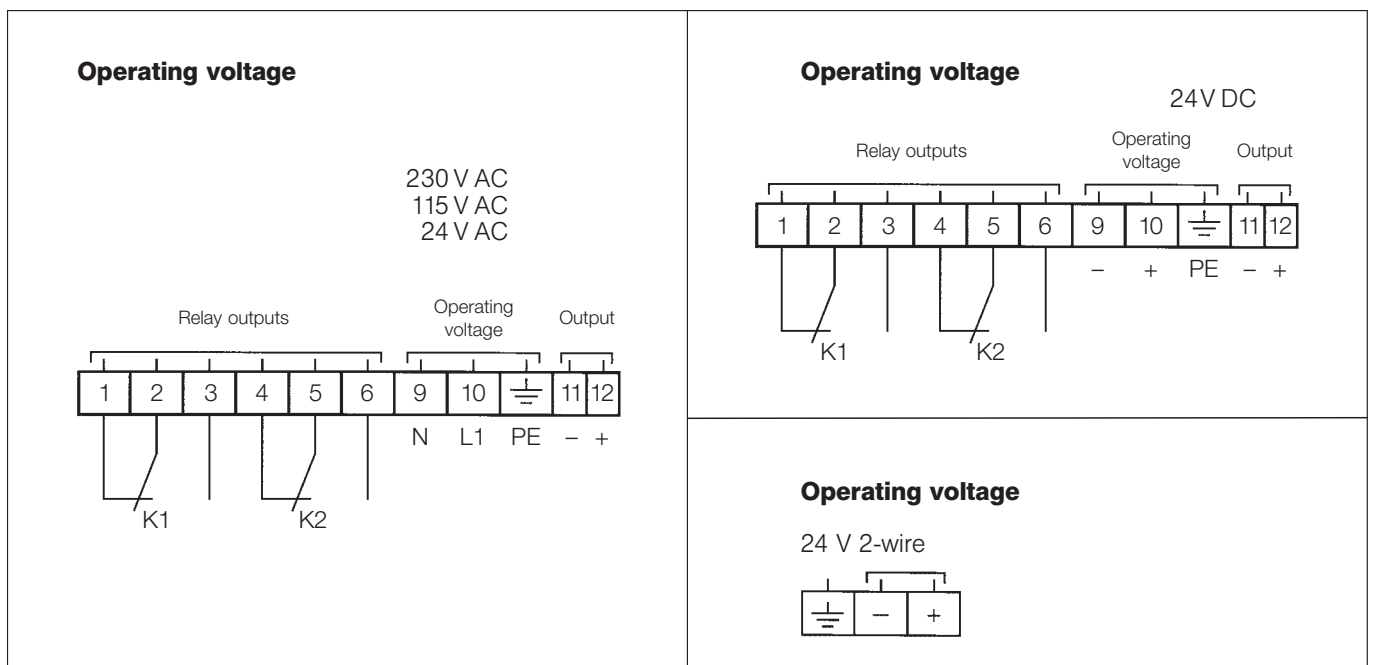 Operating voltage
230 V AC
115 V AC
24 V AC
Relay outputs
Operating
voltage
Output
1 2 3 4 5 6 9 10 11 12
N L1 PE – +
K1 K2
Operating voltage
24V DC
Relay outputs
Operating
voltage
Output
1 2 3 4 5 6 9 10 11 12
– + PE – +
K1 K2
Operating voltage
24 V 2-wire
– +